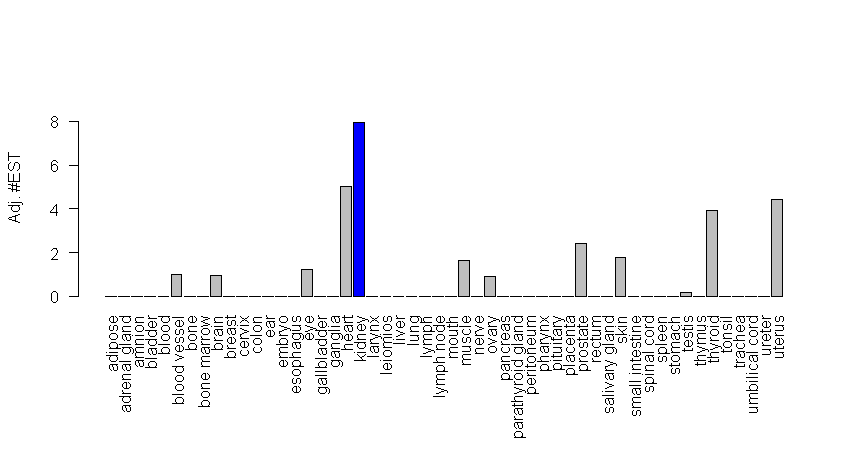 Adj. #EST
8
6
4
2
0
adipose
adrenal gland
amnion
bladder
blood
blood vessel
bone
bone marrow
brain
breast
cervix
colon
ear
embryo
esophagus
eye
gallbladder
ganglia
heart
kidney
larynx
leiomios
liver
lung
lymph
lymph node
mouth
muscle
nerve
ovary
pancreas
parathyroid gland
peritoneum
pharynx
pituitary
placenta
prostate
rectum
salivary gland
skin
small intestine
spinal cord
spleen
stomach
testis
thymus
thyroid
tonsil
trachea
umbilical cord
ureter
uterus